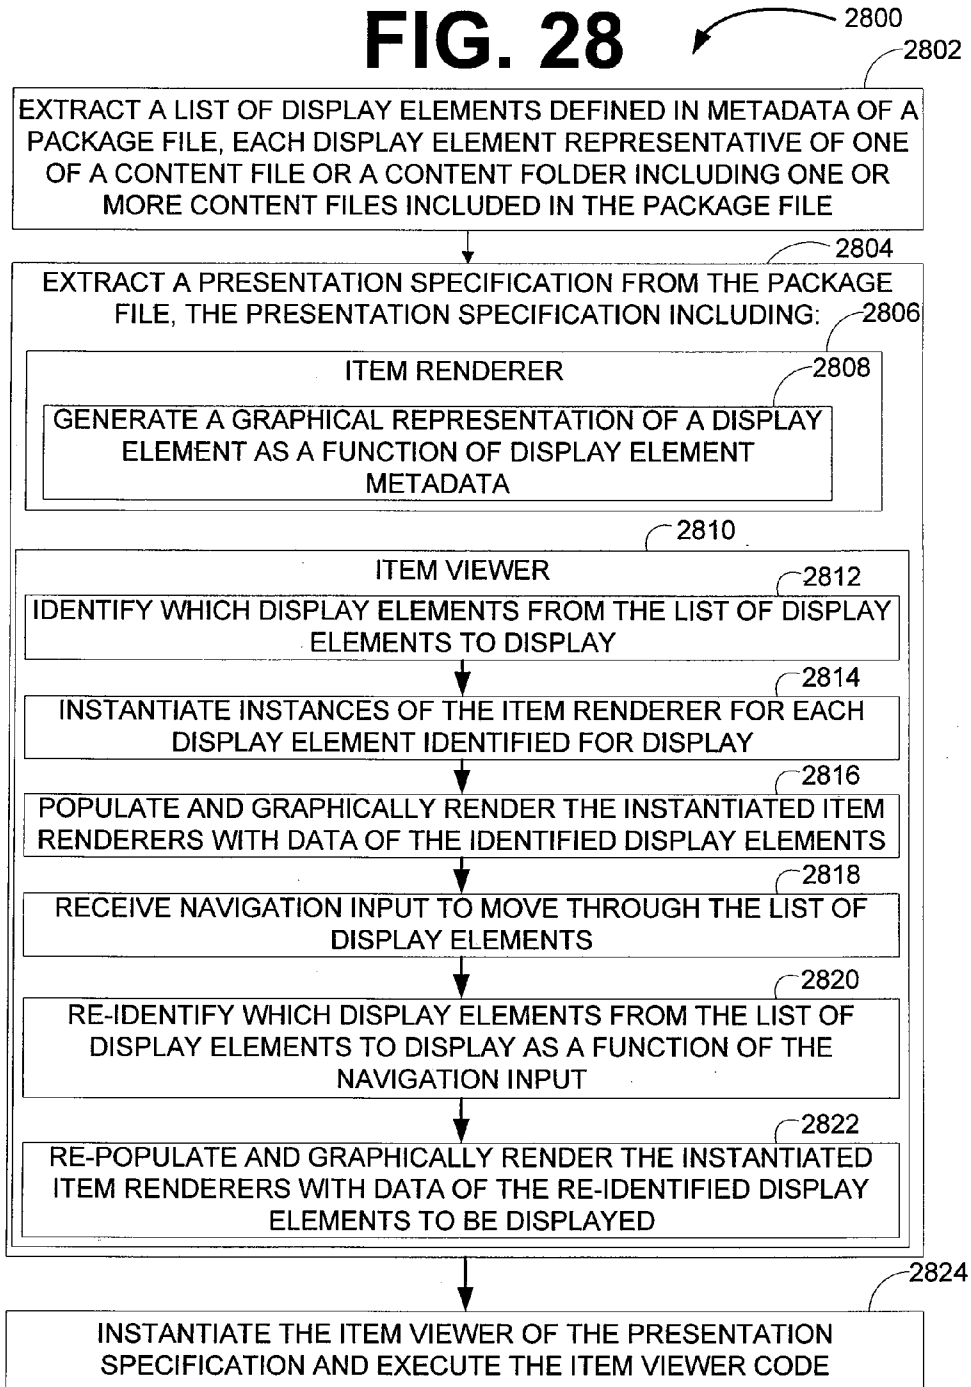 FIG. 28
2800
2802
EXTRACT A LIST OF DISPLAY ELEMENTS DEFINED IN METADATA OF A
PACKAGE FILE, EACH DISPLAY ELEMENT REPRESENTATIVE OF ONE
OF A CONTENT FILE OR A CONTENT FOLDER INCLUDING ONE OR
MORE CONTENT FILES INCLUDED IN THE PACKAGE FILE
2804
EXTRACT A PRESENTATION SPECIFICATION FROM THE PACKAGE
FILE, THE PRESENTATION SPECIFICATION INCLUDING:
2806
ITEM RENDERER
2808
GENERATE A GRAPHICAL REPRESENTATION OF A DISPLAY
ELEMENT AS A FUNCTION OF DISPLAY ELEMENT
METADATA
2810
ITEM VIEWER
2812
IDENTIFY WHICH DISPLAY ELEMENTS FROM THE LIST OF DISPLAY
ELEMENTS TO DISPLAY
2814
INSTANTIATE INSTANCES OF THE ITEM RENDERER FOR EACH
DISPLAY ELEMENT IDENTIFIED FOR DISPLAY
2816
POPULATE AND GRAPHICALLY RENDER THE INSTANTIATED ITEM
RENDERERS WITH DATA OF THE IDENTIFIED DISPLAY ELEMENTS
2818
RECEIVE NAVIGATION INPUT TO MOVE THROUGH THE LIST OF
DISPLAY ELEMENTS
2820
RE-IDENTIFY WHICH DISPLAY ELEMENTS FROM THE LIST OF
DISPLAY ELEMENTS TO DISPLAY AS A FUNCTION OF THE
NAVIGATION INPUT
2822
RE-POPULATE AND GRAPHICALLY RENDER THE INSTANTIATED
ITEM RENDERERS WITH DATA OF THE RE-IDENTIFIED DISPLAY
ELEMENTS TO BE DISPLAYED
2824
INSTANTIATE THE ITEM VIEWER OF THE PRESENTATION
SPECIFICATION AND EXECUTE THE ITEM VIEWER CODE